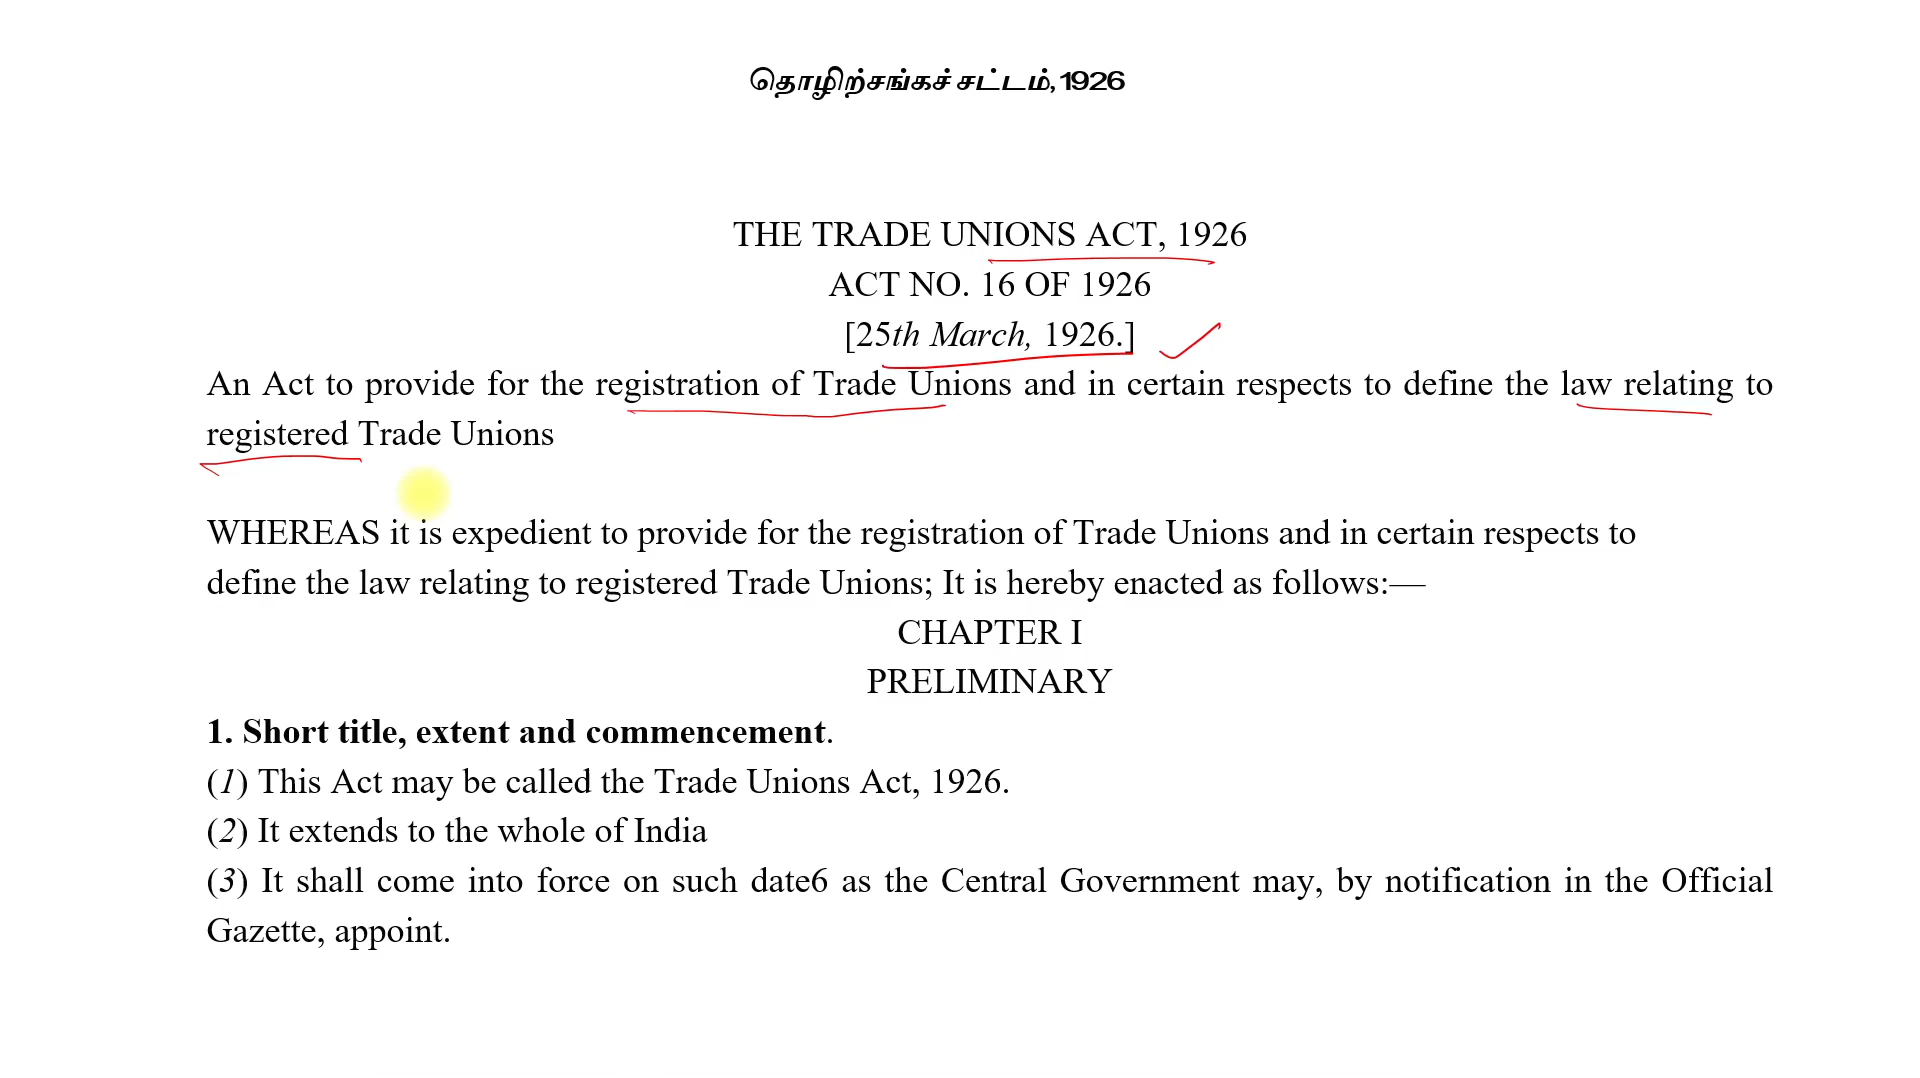 தொழிற்சங்கச் சட்டம், 1926
THE TRADE UNIONS ACT, 1926
ACT NO. 16 OF 1926
[25th March, 1926.]
An Act to provide for the registration of Trade Unions and in certain respects to define the law relating to
registered Trade Unions
WHEREAS it is expedient to provide for the registration of Trade Unions and in certain respects to
define the law relating to registered Trade Unions; It is hereby enacted as follows:—
CHAPTER I
PRELIMINARY
1. Short title, extent and commencement.
(1) This Act may be called the Trade Unions Act, 1926.
(2) It extends to the whole of India
(3) It shall come into force on such date6 as the Central Government may, by notification in the Official
Gazette, appoint.